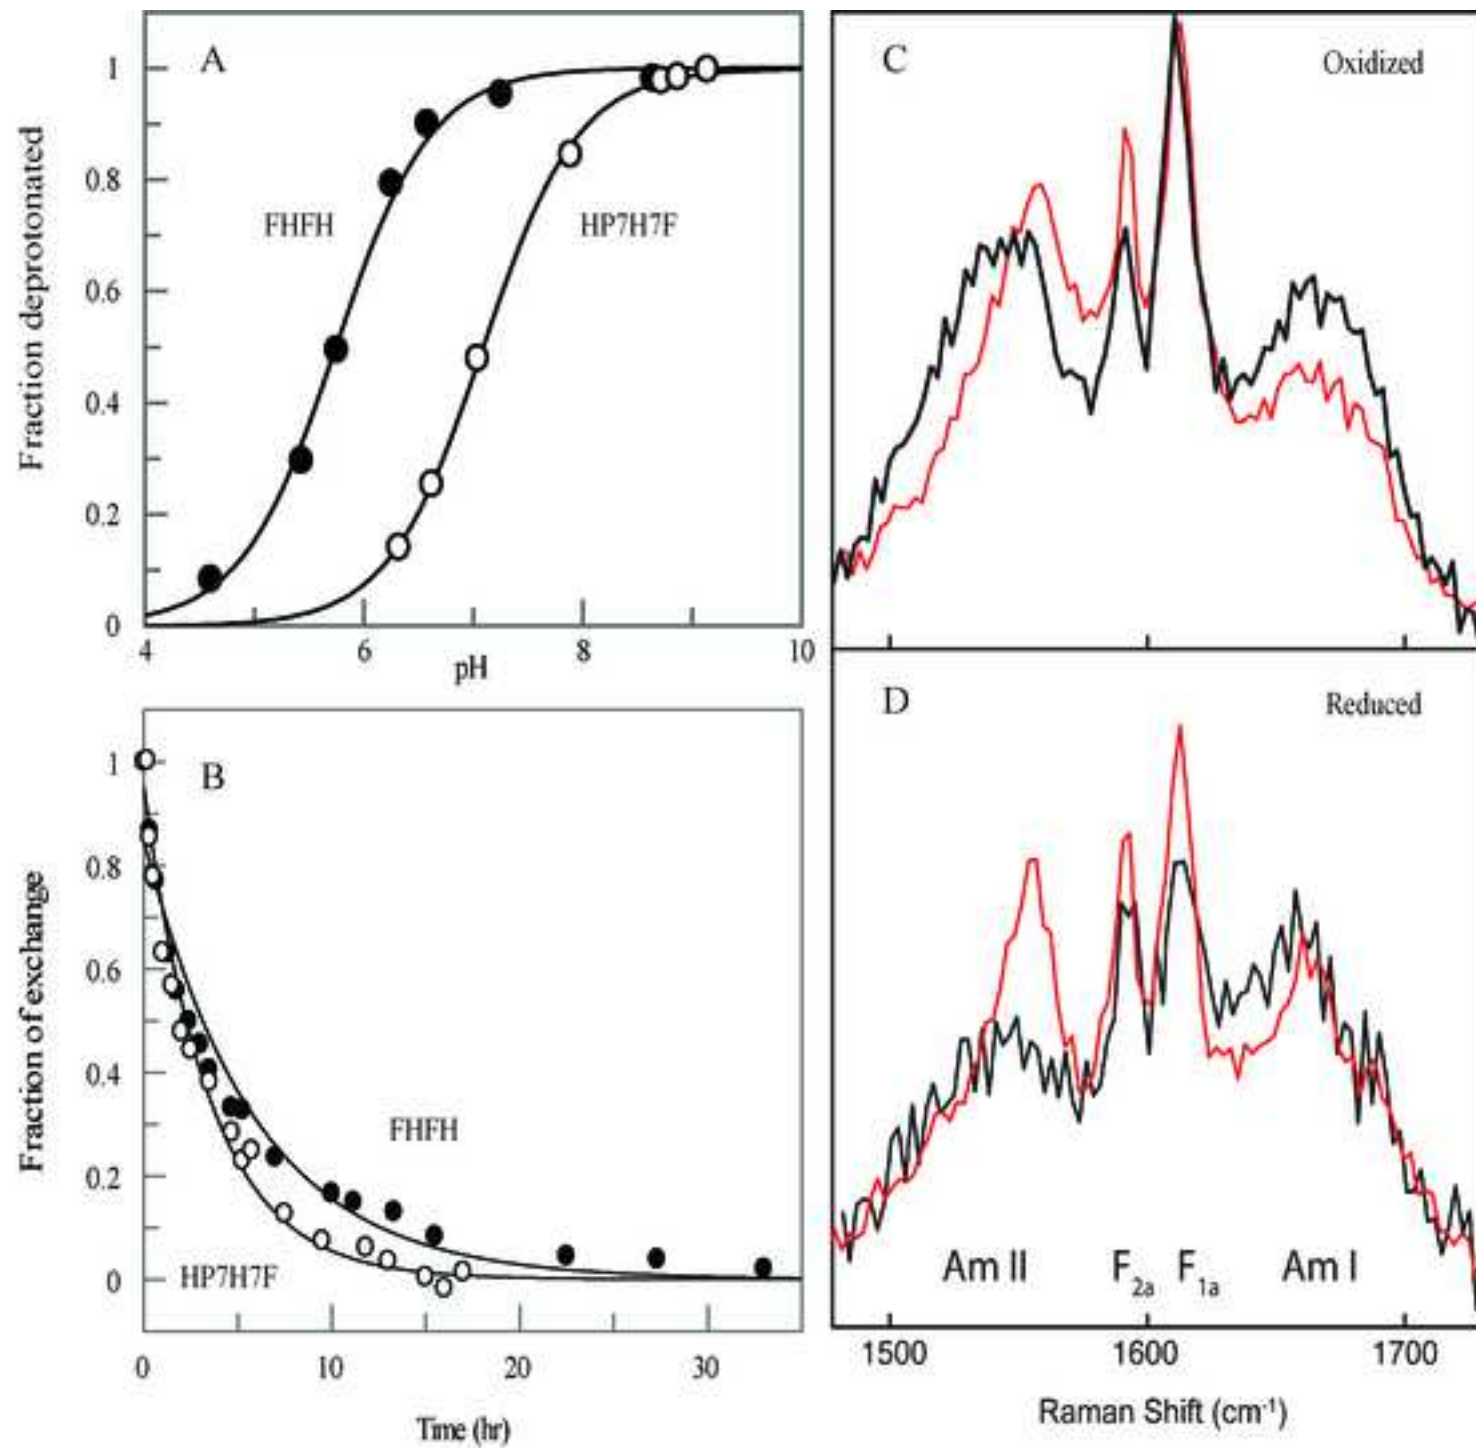 A
Fraction deprotonated
1
0.8
0.6
0.4
0.2
0
FHFH
HP7H7F
4
6
8
10
pH
B
Fraction of exchange
1
0.8
0.6
0.4
0.2
0
FHFH
HP7H7F
0
10
20
30
Time (hr)
C
Oxidized
D
Reduced
Am II
F2a
F1a
Am I
1500
1600
1700
Raman Shift (cm-1)